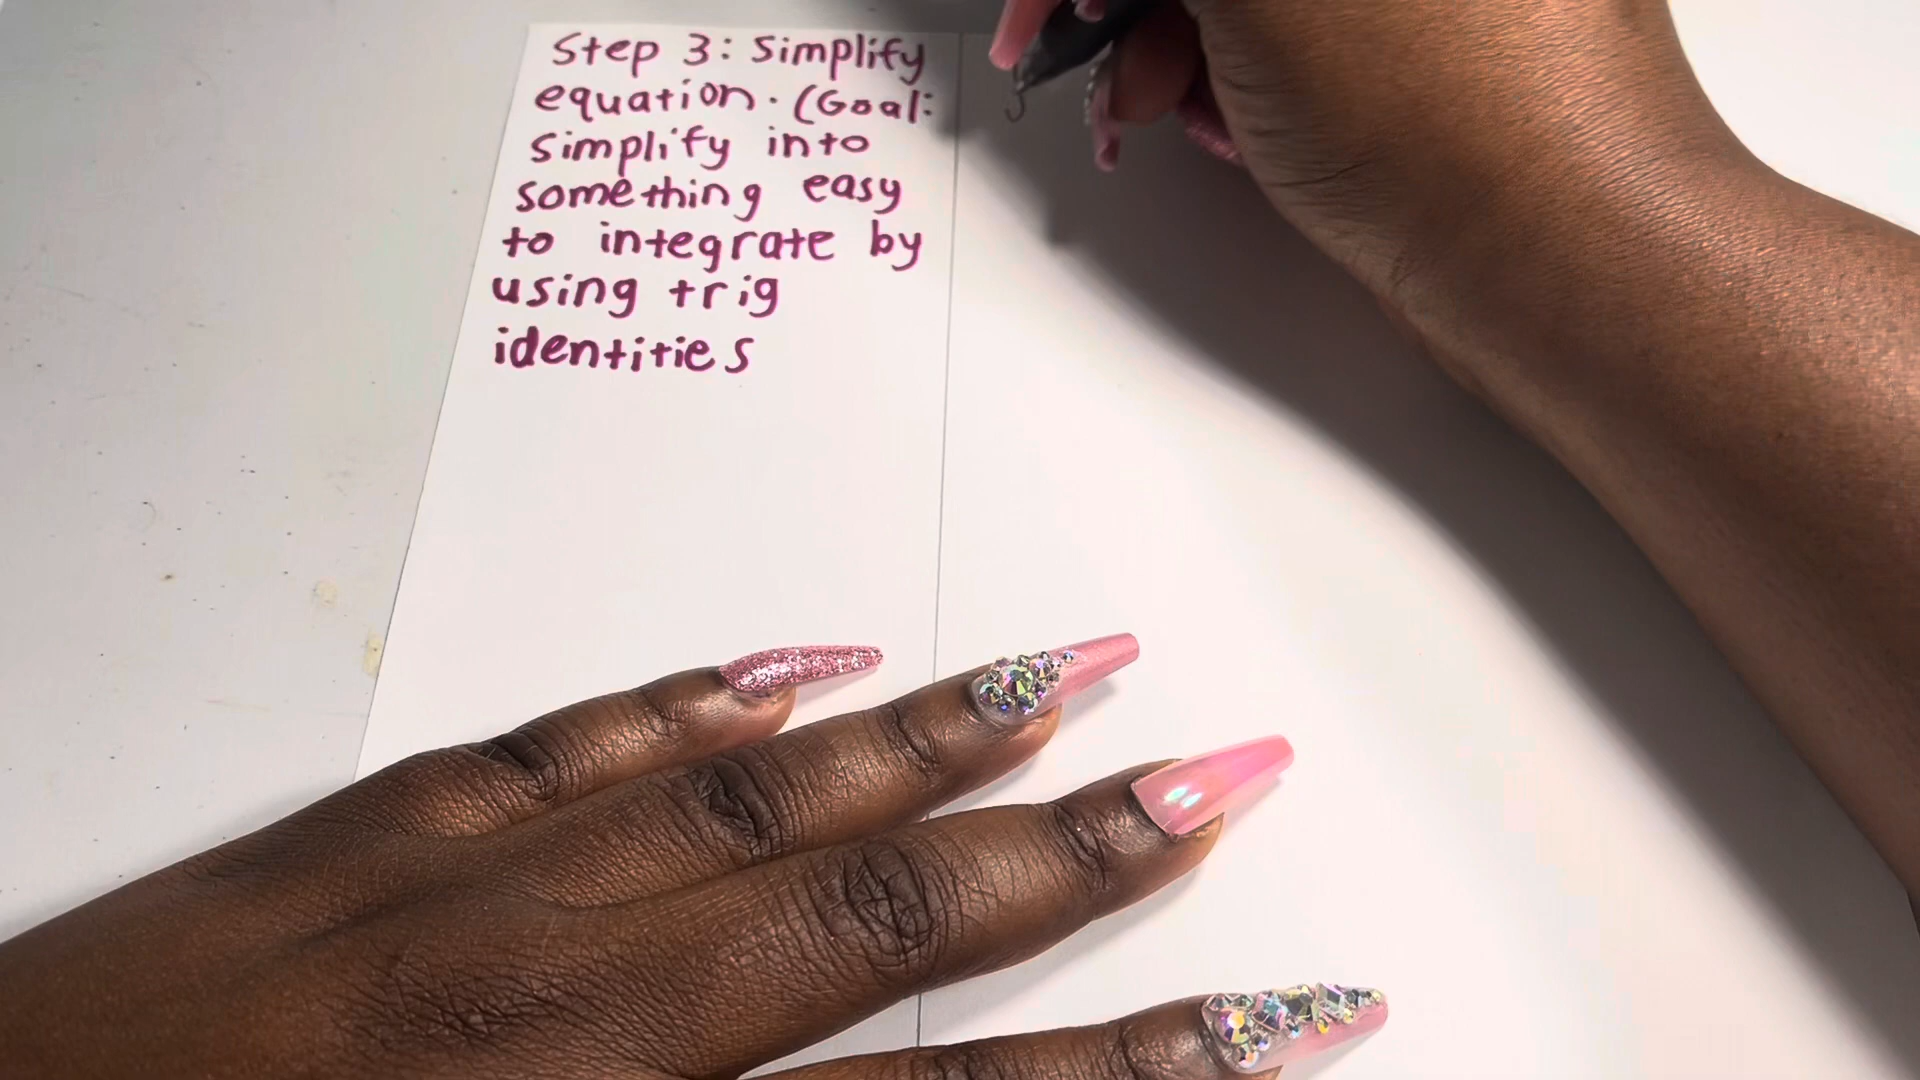 Step 3: Simplify
equation. (Goal:
simplify into
something easy
to integrate by
using trig
identities